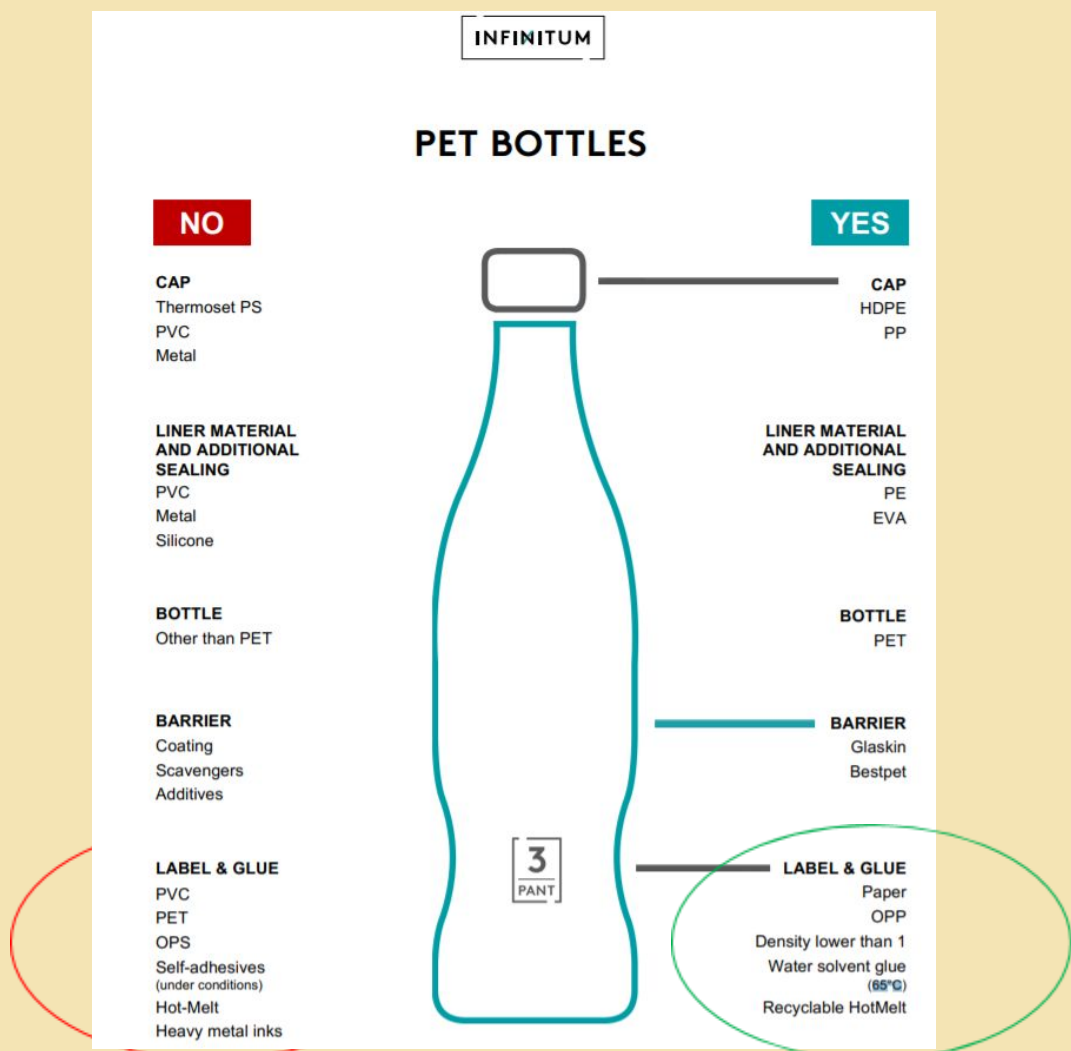 INFINITUM
PET BOTTLES
NO
CAP
Thermoset PS
PVC
Metal
LINER MATERIAL
AND ADDITIONAL
SEALING
PVC
Metal
Silicone
BOTTLE
Other than PET
BARRIER
Coating
Scavengers
Additives
LABEL & GLUE
PVC
PET
OPS
Self-adhesives
(under conditions)
Hot-Melt
Heavy metal inks
3
PANT
YES
CAP
HDPE
PP
LINER MATERIAL
AND ADDITIONAL
SEALING
PE
EVA
BOTTLE
PET
BARRIER
Glaskin
Bestpet
LABEL & GLUE
Paper
OPP
Density lower than 1
Water solvent glue
(65°C)
Recyclable HotMelt